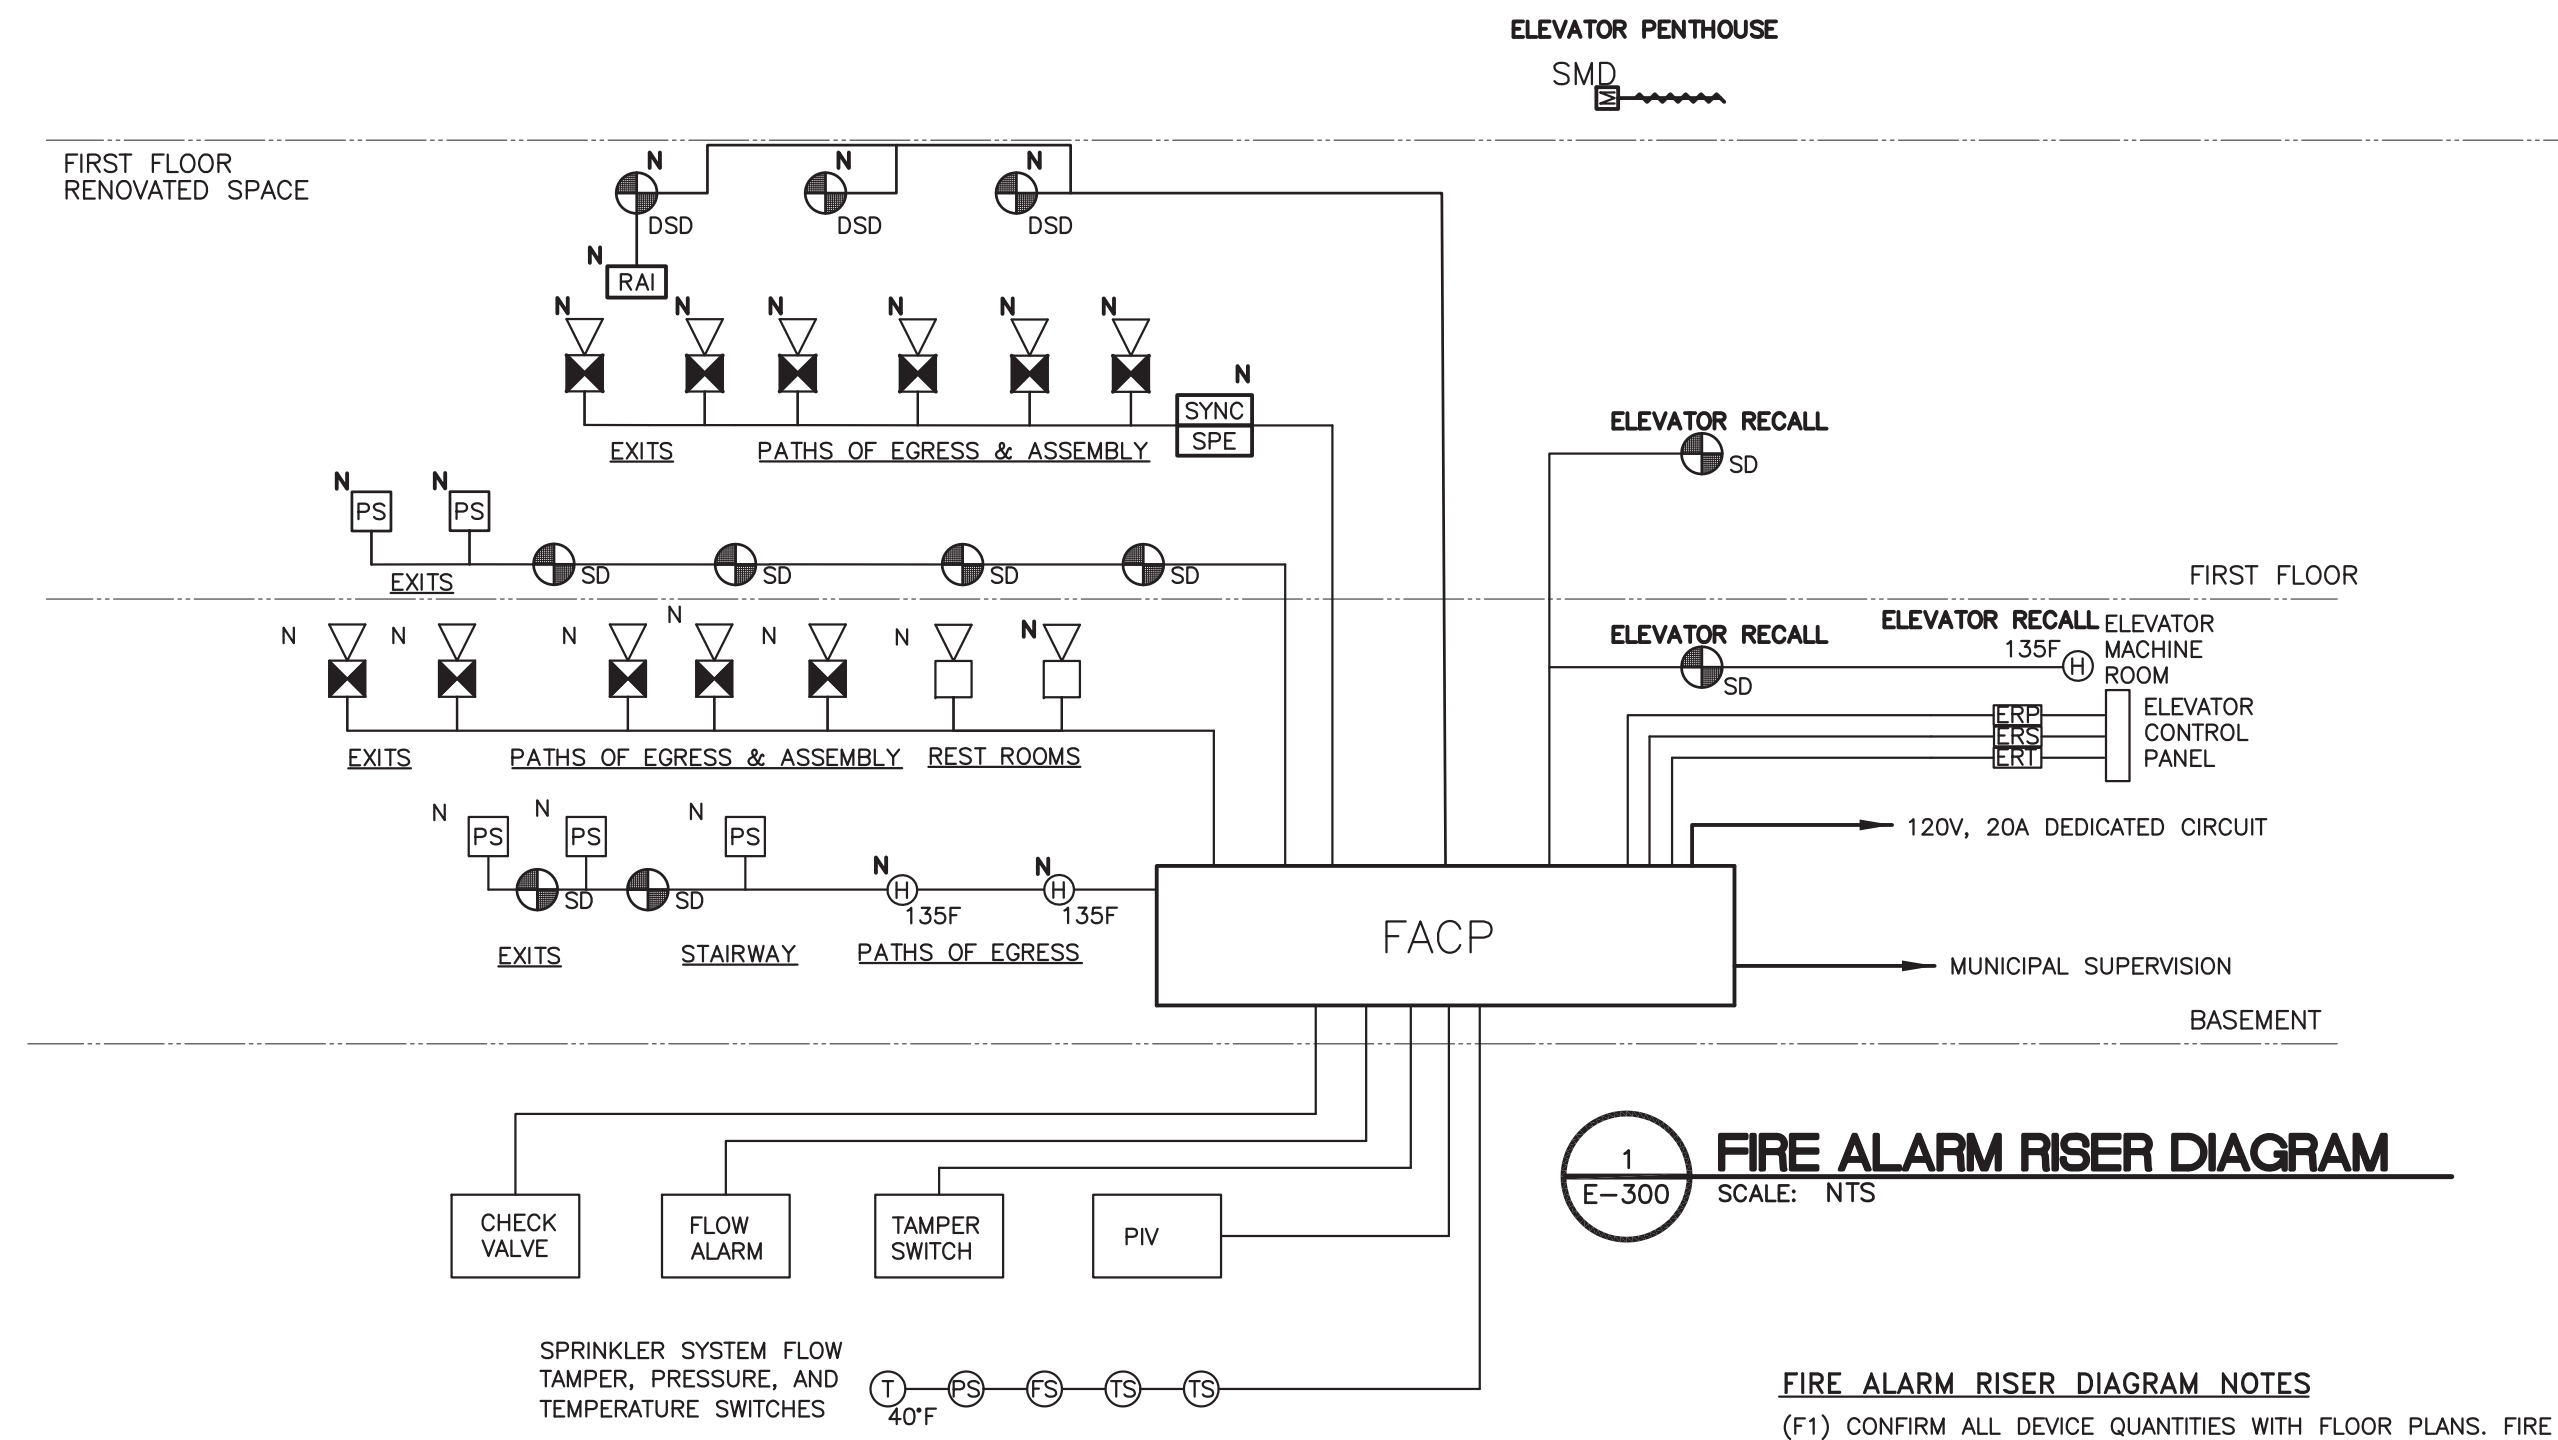 ELEVATOR PENTHOUSE
SMD
M
FIRST FLOOR
RENOVATED SPACE
N N N
DSD DSD DSD
N
RAI
N N N N N N
N
SYNC
SPE
EXITS PATHS OF EGRESS & ASSEMBLY
ELEVATOR RECALL
SD
N N
PS PS
SD SD SD SD
EXITS
FIRST FLOOR
N N N N N N N
EXITS PATHS OF EGRESS & ASSEMBLY REST ROOMS
ELEVATOR RECALL
SD
ELEVATOR RECALL
135F H
ELEVATOR
MACHINE
ROOM
ERP
ERS
ERT
ELEVATOR
CONTROL
PANEL
120V, 20A DEDICATED CIRCUIT
N N N
PS PS PS
N N
SD SD H H
135F 135F
EXITS STAIRWAY PATHS OF EGRESS
FACP
MUNICIPAL SUPERVISION
BASEMENT
CHECK
VALVE
FLOW
ALARM
TAMPER
SWITCH
PIV
1
E-300
FIRE ALARM RISER DIAGRAM
SCALE: NTS
SPRINKLER SYSTEM FLOW
TAMPER, PRESSURE, AND
TEMPERATURE SWITCHES
T PS FS TS TS
40°F
FIRE ALARM RISER DIAGRAM NOTES
(F1) CONFIRM ALL DEVICE QUANTITIES WITH FLOOR PLANS. FIRE